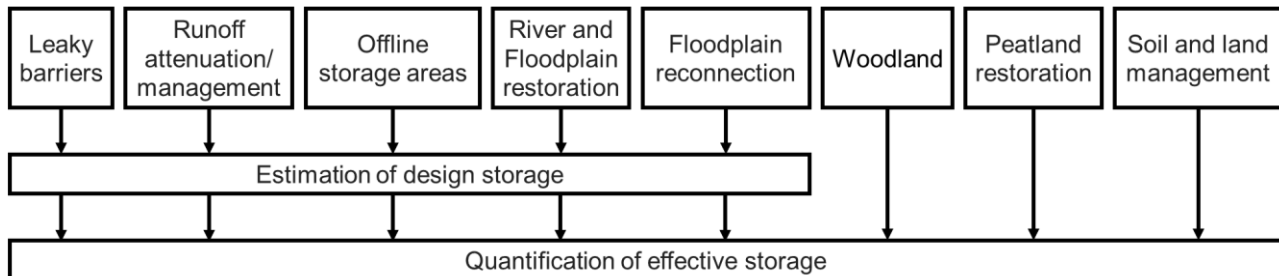 Leaky
barriers
Runoff
attenuation/
management
Offline
storage areas
River and
Floodplain
restoration
Floodplain
reconnection
Woodland
Peatland
restoration
Soil and land
management
Estimation of design storage
Quantification of effective storage